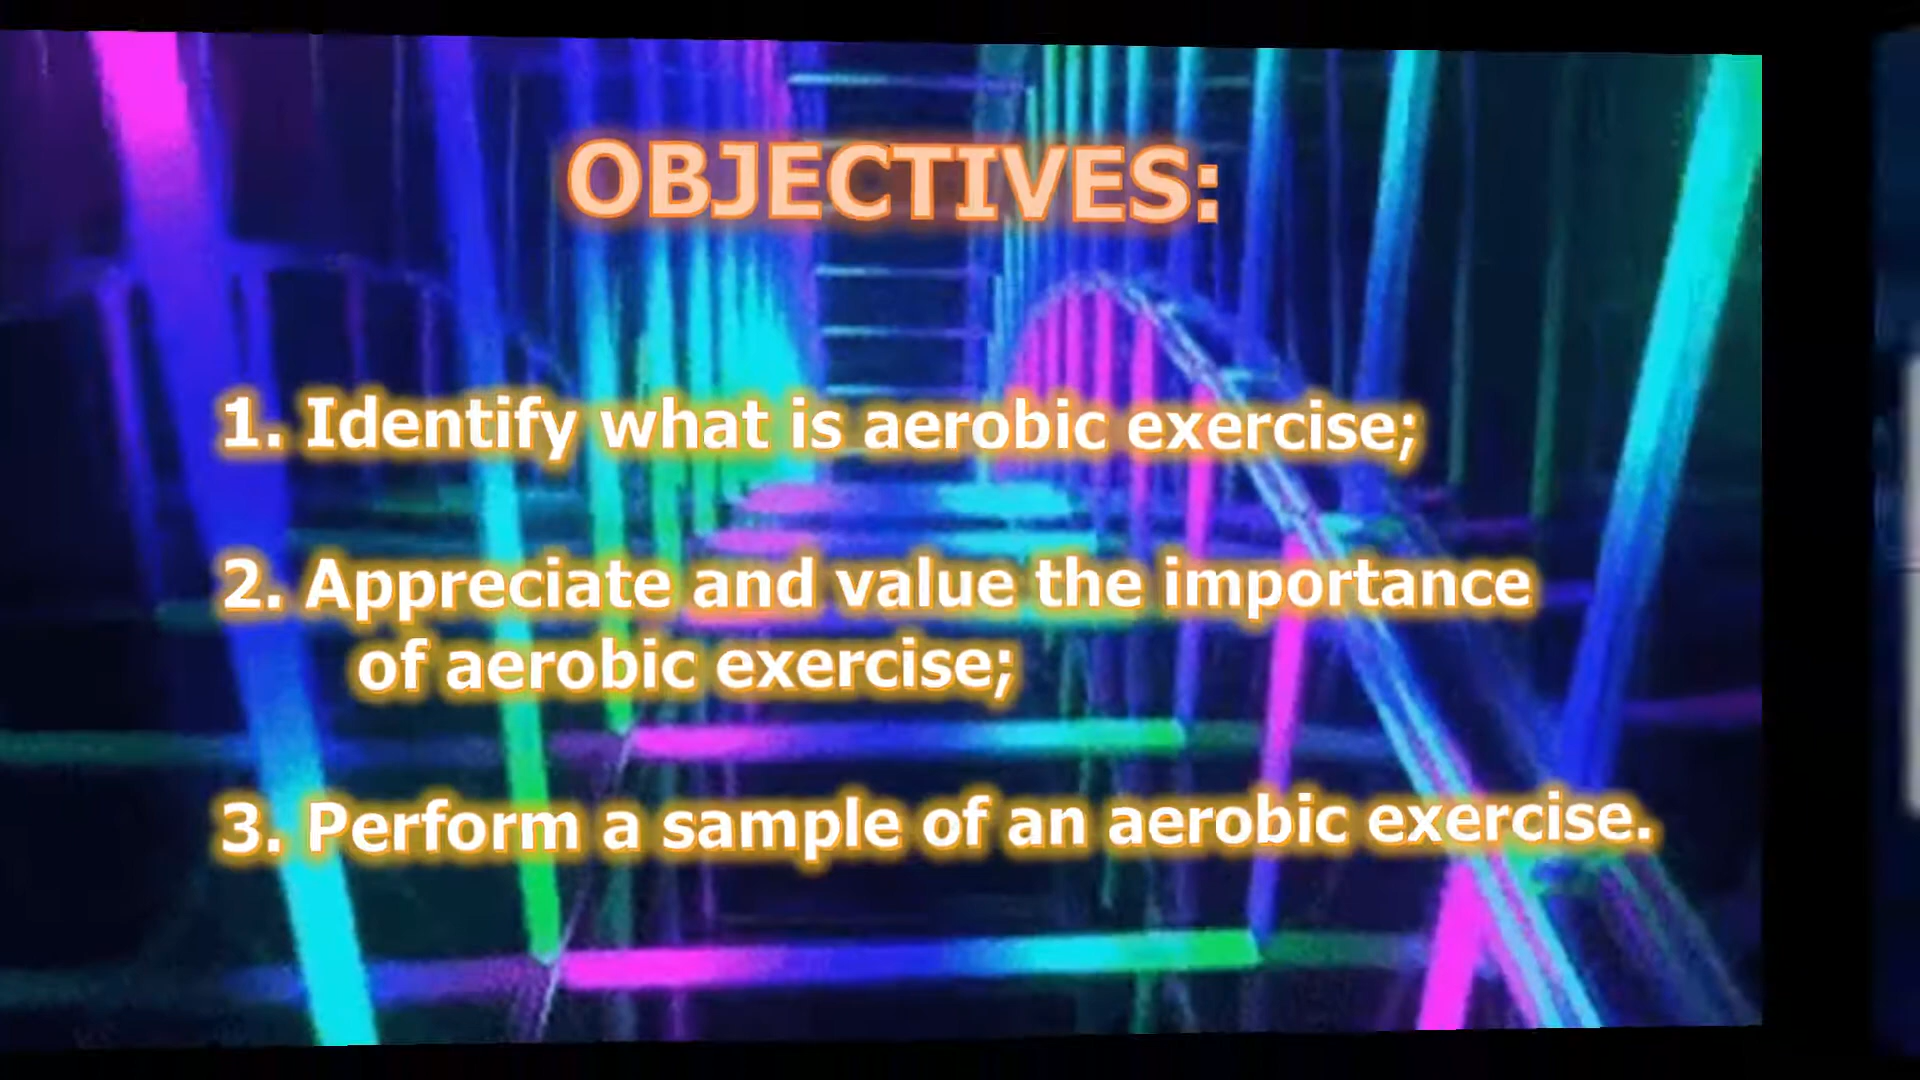 OBJECTIVES:
1. Identify what is aerobic exercise;
2. Appreciate and value the importance
of aerobic exercise;
3. Perform a sample of an aerobic exercise.